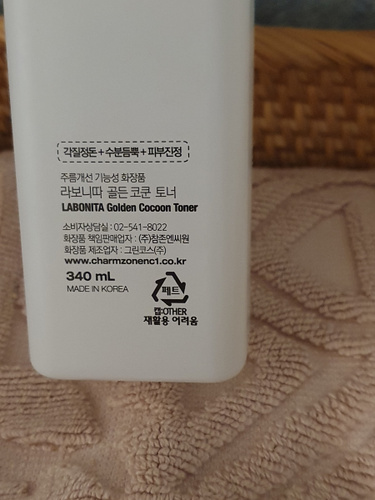 각질정돈 + 수분듬뿍 + 피부진정
주름개선 기능성 화장품
라보니따 골든 코쿤 토너
LABONITA Golden Cocoon Toner
소비자상담실 : 02-541-8022
화장품 책임판매업자 : (주)참존엔씨원
화장품 제조업자 : 그린코스(주)
www.charmzonenc1.co.kr
340 mL
MADE IN KOREA
페트
캡:OTHER
재활용 어려움